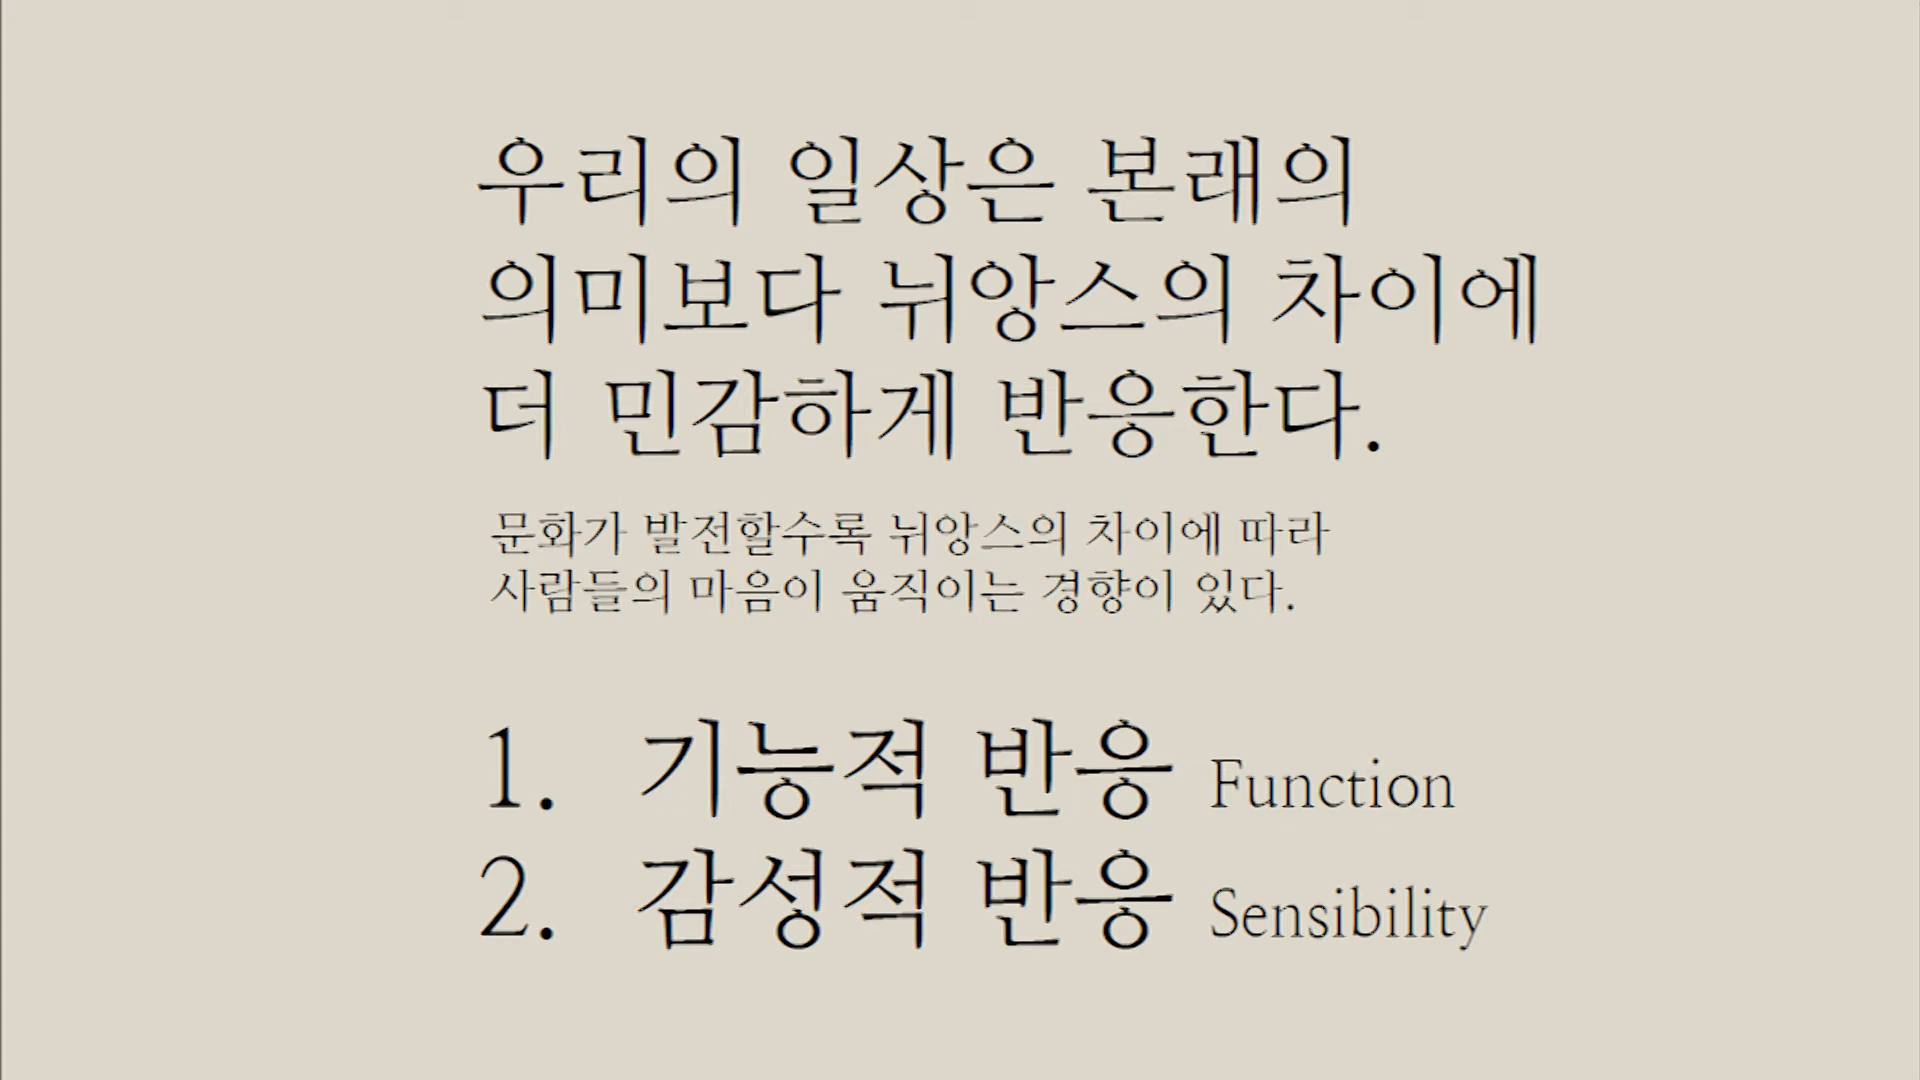 우리의 일상은 본래의
의미보다 뉘앙스의 차이에
더 민감하게 반응한다.
문화가 발전할수록 뉘앙스의 차이에 따라
사람들의 마음이 움직이는 경향이 있다.
1. 기능적 반응 Function
2. 감성적 반응 Sensibility